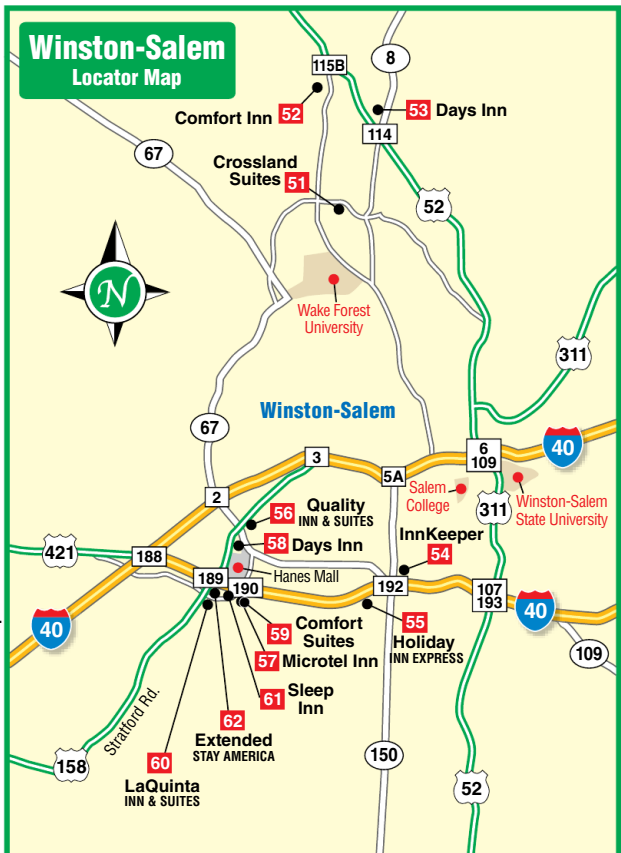 Winston-Salem
Locator Map
115B
8
Comfort Inn 52
53 Days Inn
114
67
Crossland
Suites 51
52
N
Wake Forest
University
311
Winston-Salem
67
3
6
109
40
5A
2
Salem
College
Winston-Salem
State University
311
56 Quality
INN & SUITES
InnKeeper
54
58 Days Inn
421
188
Hanes Mall
189
190
192
107
193
40
40
59 Comfort
Suites
55
Holiday
INN EXPRESS
57 Microtel Inn
109
61 Sleep
Inn
62
Extended
STAY AMERICA
Stratford Rd.
150
60
LaQuinta
INN & SUITES
158
52